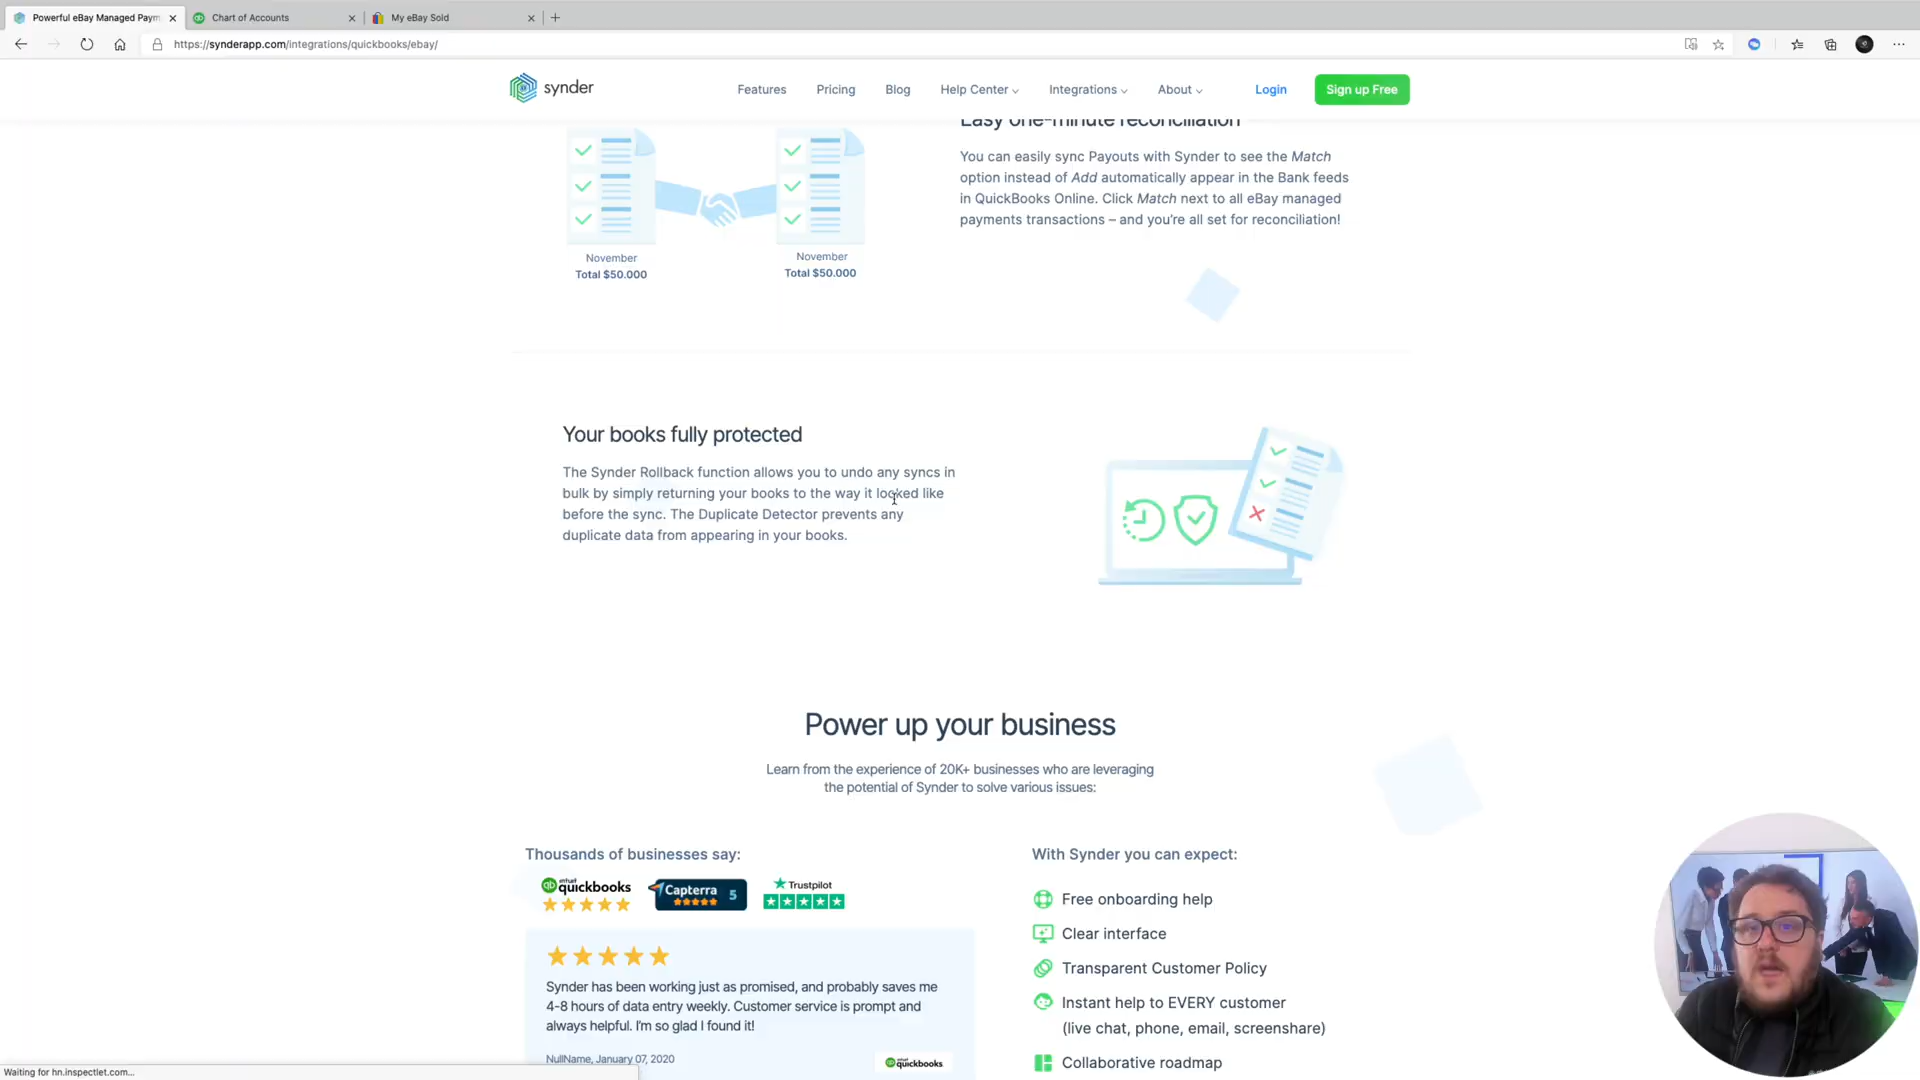 Powerful eBay Managed Paym
Chart of Accounts
My eBay Sold
https://synderapp.com/integrations/quickbooks/ebay/
synder
Features
Pricing
Blog
Help Center
Integrations
About
Login
Sign up Free
Easy one-minute reconciliation
You can easily sync Payouts with Synder to see the Match
option instead of Add automatically appear in the Bank feeds
in QuickBooks Online. Click Match next to all eBay managed
payments transactions – and you're all set for reconciliation!
November
Total $50.000
November
Total $50.000
Your books fully protected
The Synder Rollback function allows you to undo any syncs in
bulk by simply returning your books to the way it looked like
before the sync. The Duplicate Detector prevents any
duplicate data from appearing in your books.
Power up your business
Learn from the experience of 20K+ businesses who are leveraging
the potential of Synder to solve various issues:
Thousands of businesses say:
intuit quickbooks
Capterra 5
Trustpilot
Synder has been working just as promised, and probably saves me
4-8 hours of data entry weekly. Customer service is prompt and
always helpful. I'm so glad I found it!
NullName, January 07, 2020
intuit quickbooks
With Synder you can expect:
Free onboarding help
Clear interface
Transparent Customer Policy
Instant help to EVERY customer
(live chat, phone, email, screenshare)
Collaborative roadmap
Waiting for hn.inspectlet.com...